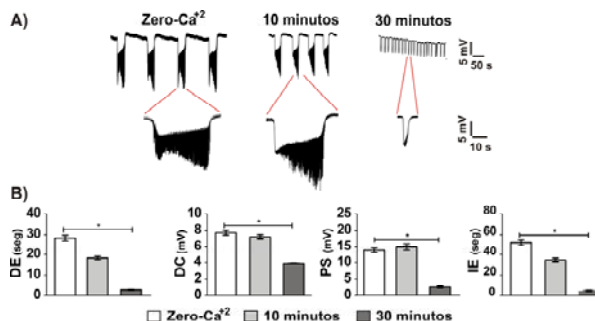 A)
Zero-Ca+2
10 minutos
30 minutos
5 mV
50 s
5 mV
10 s
B)
DE (seg)
40
30
20
10
0
*
DC (mV)
10
8
6
4
2
0
*
PS (mV)
25
20
15
10
5
0
*
IE (seg)
80
60
40
20
0
*
Zero-Ca+2
10 minutos
30 minutos